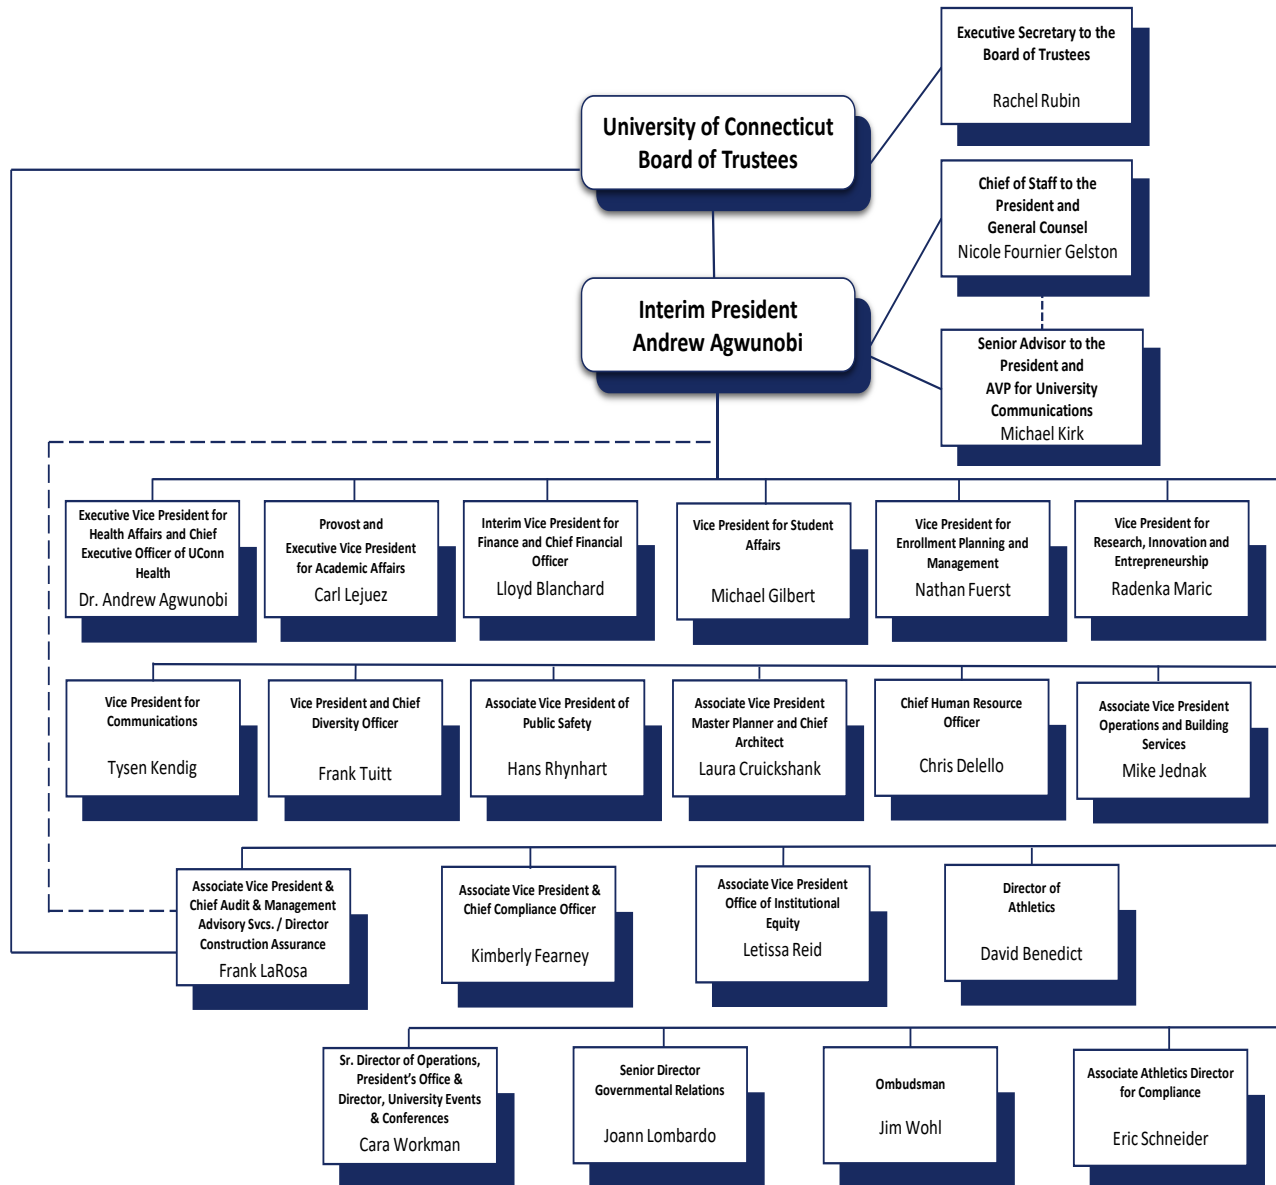 Executive Secretary to the
Board of Trustees
Rachel Rubin
University of Connecticut
Board of Trustees
Chief of Staff to the
President and
General Counsel
Nicole Fournier Gelston
Interim President
Andrew Agwunobi
Senior Advisor to the
President and
AVP for University
Communications
Michael Kirk
Executive Vice President for
Health Affairs and Chief
Executive Officer of UConn
Health
Dr. Andrew Agwunobi
Provost and
Executive Vice President
for Academic Affairs
Carl Lejuez
Interim Vice President for
Finance and Chief Financial
Officer
Lloyd Blanchard
Vice President for Student
Affairs
Michael Gilbert
Vice President for
Enrollment Planning and
Management
Nathan Fuerst
Vice President for
Research, Innovation and
Entrepreneurship
Radenka Maric
Vice President for
Communications
Tysen Kendig
Vice President and Chief
Diversity Officer
Frank Tuitt
Associate Vice President of
Public Safety
Hans Rhynhart
Associate Vice President
Master Planner and Chief
Architect
Laura Cruickshank
Chief Human Resource
Officer
Chris Delello
Associate Vice President
Operations and Building
Services
Mike Jednak
Associate Vice President &
Chief Audit & Management
Advisory Svcs. / Director
Construction Assurance
Frank LaRosa
Associate Vice President &
Chief Compliance Officer
Kimberly Fearney
Associate Vice President
Office of Institutional
Equity
Letissa Reid
Director of
Athletics
David Benedict
Sr. Director of Operations,
President's Office &
Director, University Events
& Conferences
Cara Workman
Senior Director
Governmental Relations
Joann Lombardo
Ombudsman
Jim Wohl
Associate Athletics Director
for Compliance
Eric Schneider